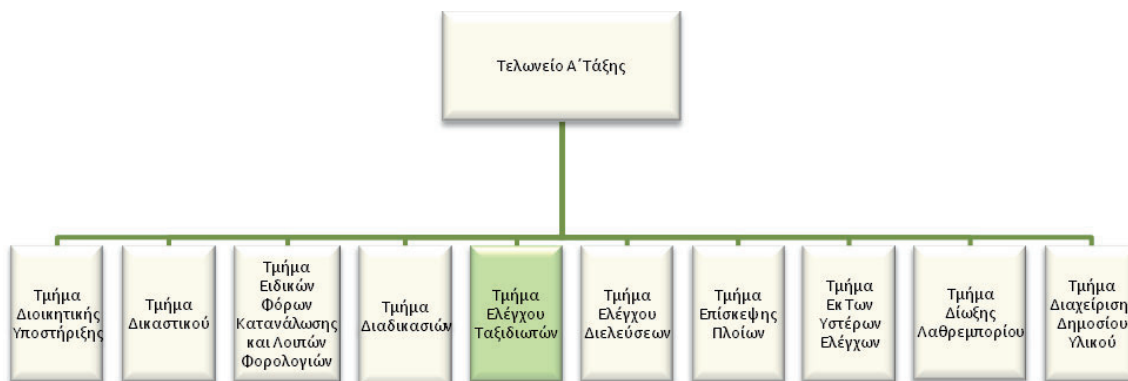 Τελωνείο Α΄Τάξης
Τμήμα
Διοικητικής
Υποστήριξης
Τμήμα
Δικαστικού
Τμήμα
Ειδικών
Φόρων
Κατανάλωσης
και Λοιπών
Φορολογιών
Τμήμα
Διαδικασιών
Τμήμα
Ελέγχου
Ταξιδιωτών
Τμήμα
Ελέγχου
Διελεύσεων
Τμήμα
Επίσκεψης
Πλοίων
Τμήμα
Εκ Των
Υστέρων
Ελέγχων
Τμήμα
Δίωξης
Λαθρεμπορίου
Τμήμα
Διαχείρισης
Δημοσίου
Υλικού